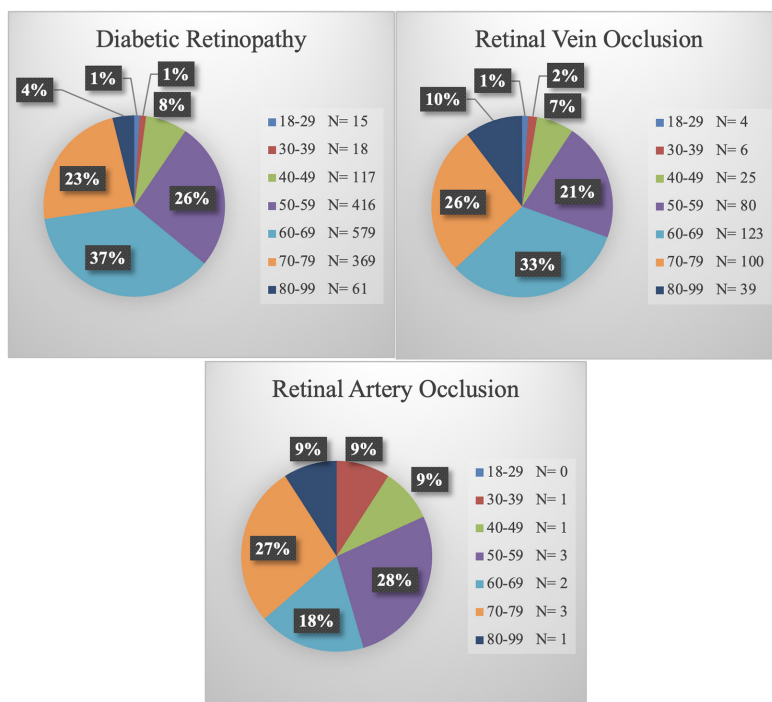 Diabetic Retinopathy
1%
1%
4%
8%
23%
26%
37%
18-29 N= 15
30-39 N= 18
40-49 N= 117
50-59 N= 416
60-69 N= 579
70-79 N= 369
80-99 N= 61
Retinal Vein Occlusion
1%
2%
10%
7%
26%
21%
33%
18-29 N= 4
30-39 N= 6
40-49 N= 25
50-59 N= 80
60-69 N= 123
70-79 N= 100
80-99 N= 39
Retinal Artery Occlusion
9%
9%
9%
27%
28%
18%
18-29 N= 0
30-39 N= 1
40-49 N= 1
50-59 N= 3
60-69 N= 2
70-79 N= 3
80-99 N= 1